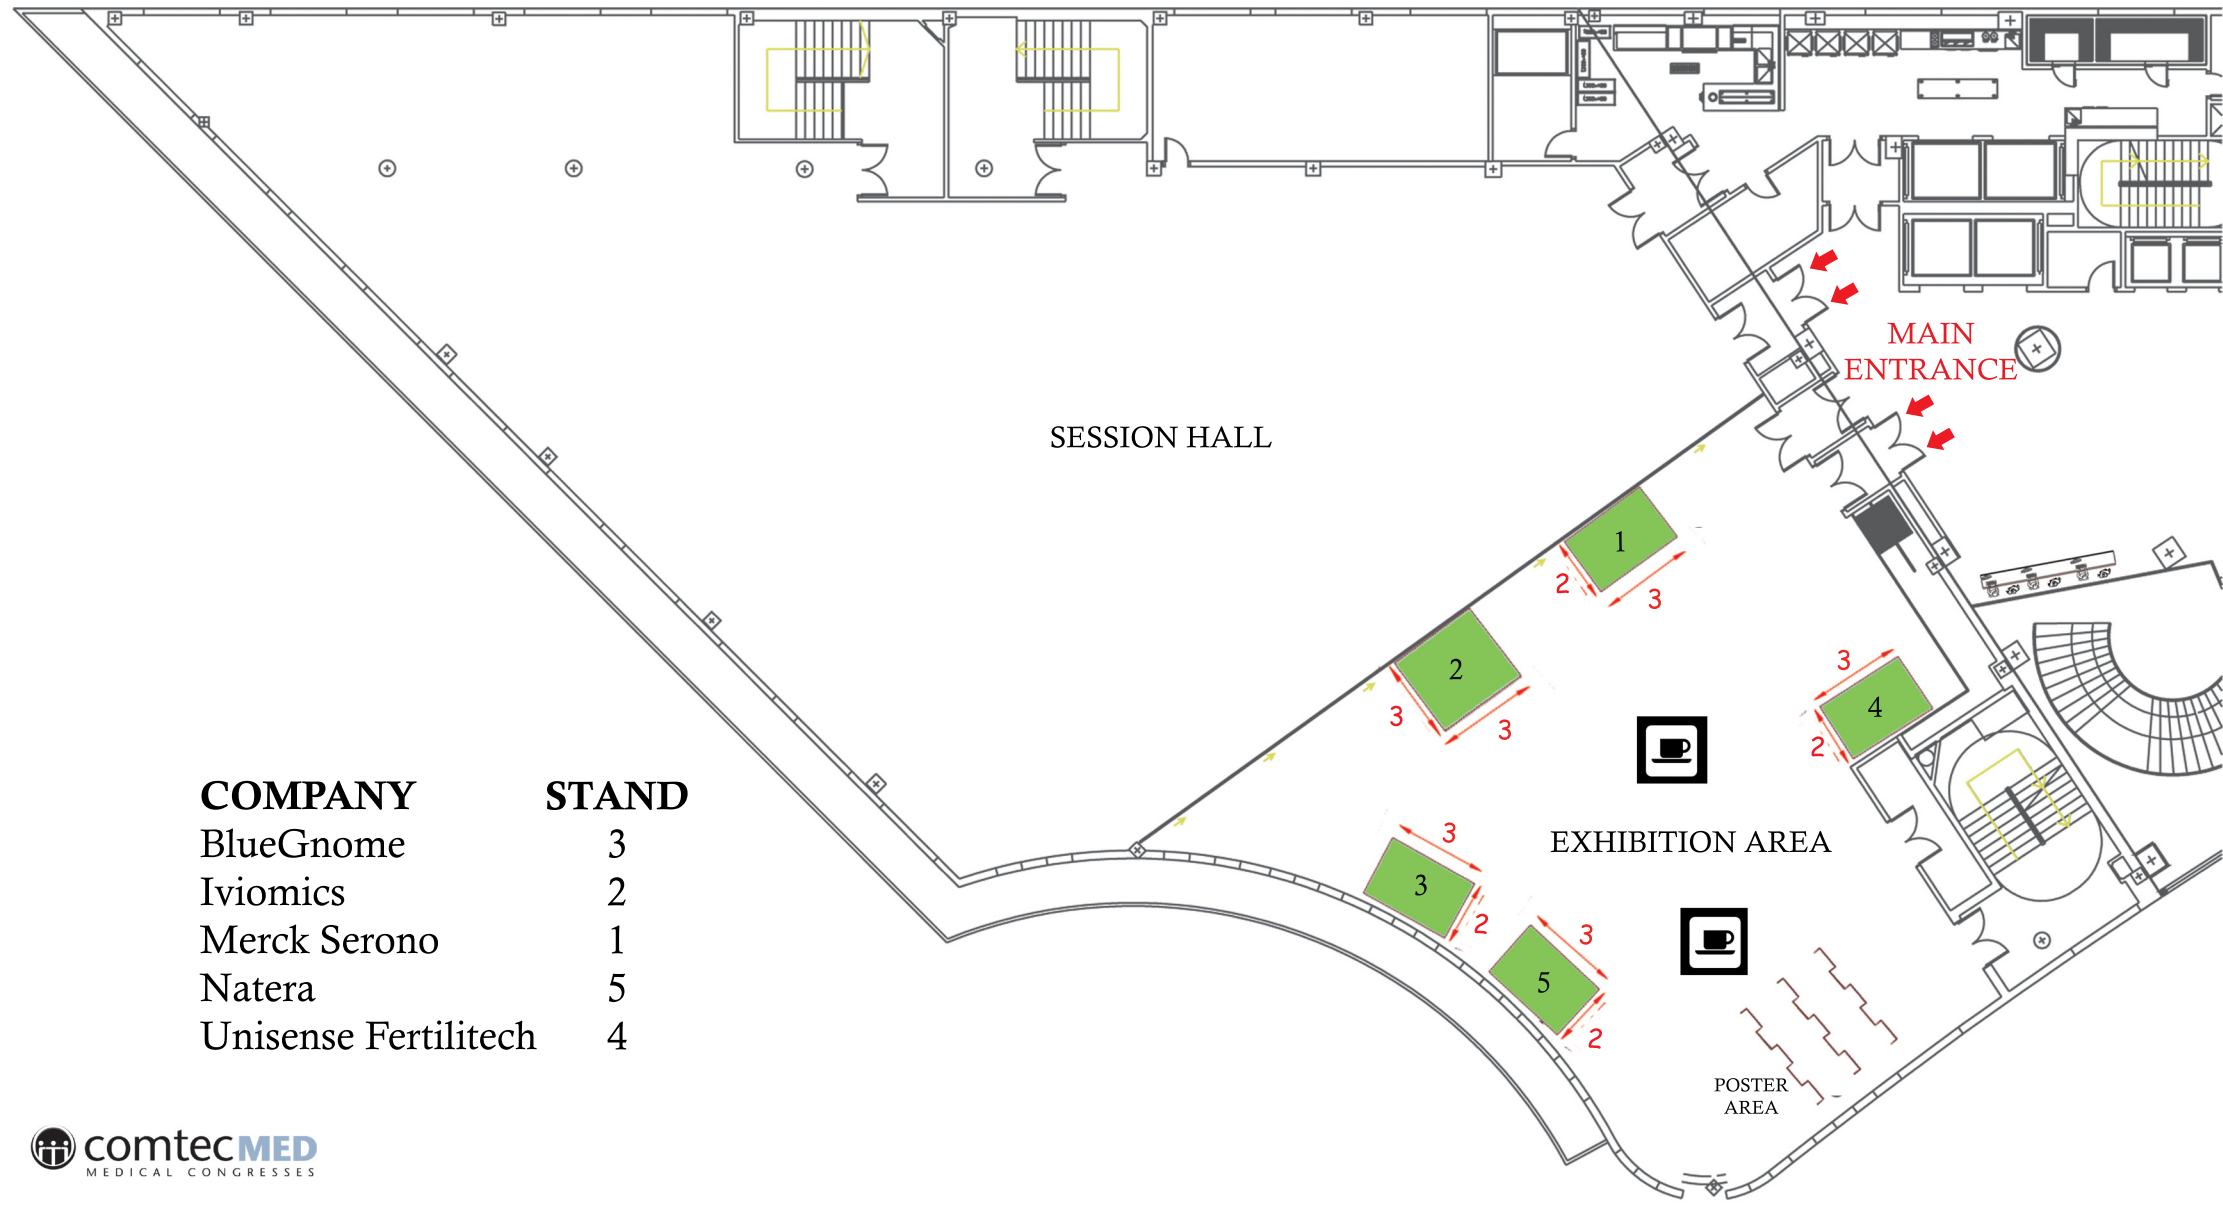 MAIN
ENTRANCE
SESSION HALL
1
2
3
2
3
3
3
4
2
EXHIBITION AREA
3
3
2
3
5
2
POSTER
AREA
COMPANY STAND
BlueGnome 3
Iviomics 2
Merck Serono 1
Natera 5
Unisense Fertilitech 4
comtecMED
MEDICAL CONGRESSES